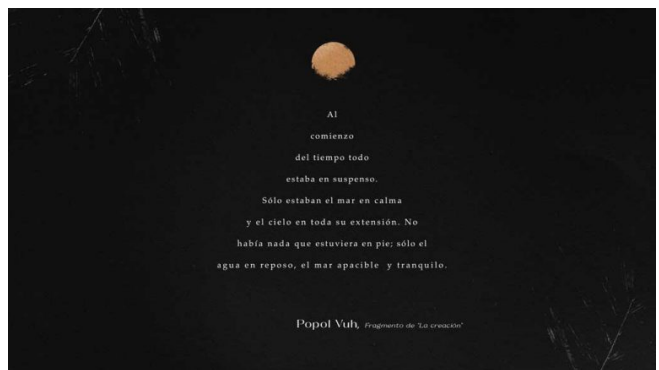 Al
comienzo
del tiempo todo
estaba en suspenso.
Sólo estaban el mar en calma
y el cielo en toda su extensión. No
había nada que estuviera en pie; sólo el
agua en reposo, el mar apacible y tranquilo.
Popol Vuh, Fragmento de "La creación"